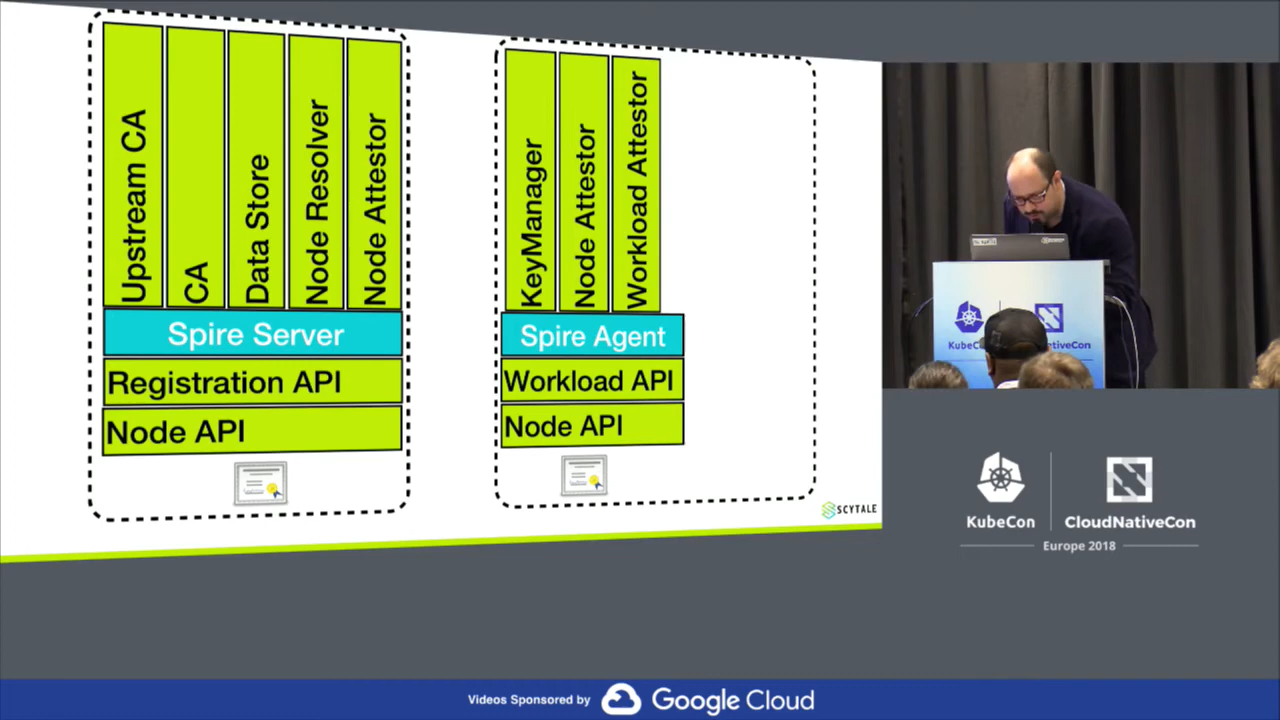 Upstream CA
CA
Data Store
Node Resolver
Node Attestor
Spire Server
Registration API
Node API
KeyManager
Node Attestor
Workload Attestor
Spire Agent
Workload API
Node API
SCYTALE
KubeCon
CloudNativeCon
Europe 2018
Videos Sponsored by
Google Cloud